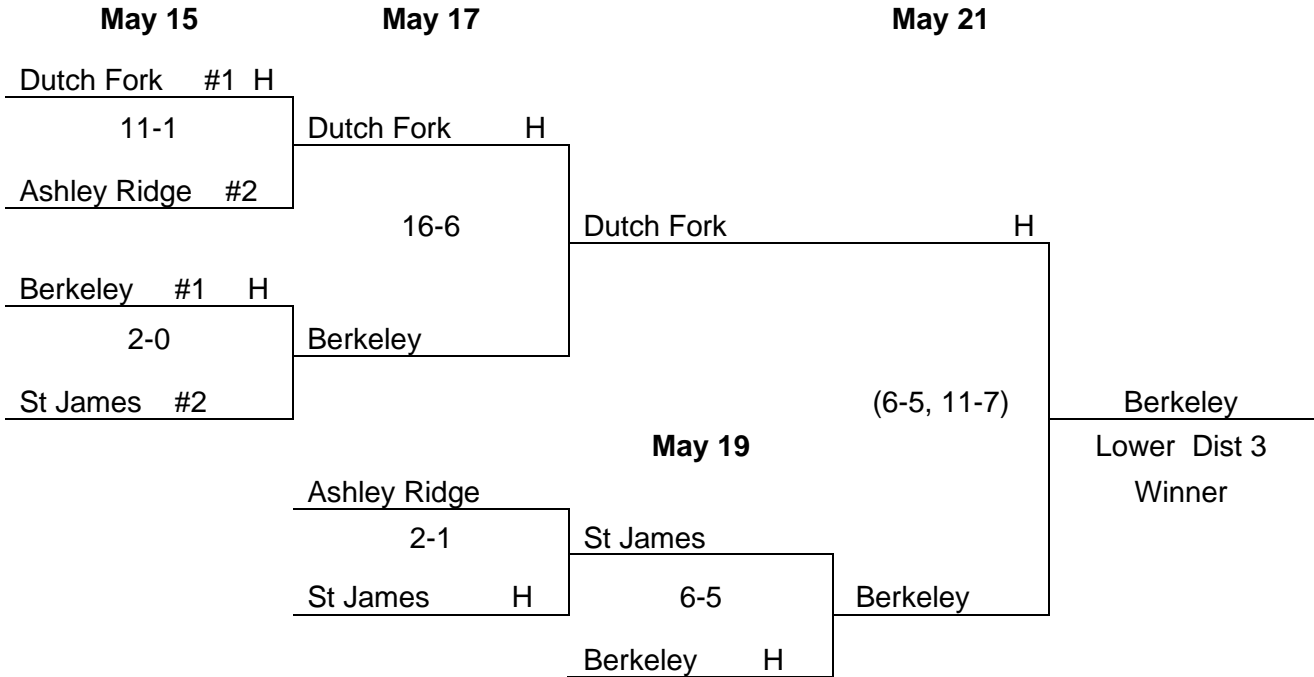 May 15 May 17 May 21
Dutch Fork #1 H
11-1 Dutch Fork H
Ashley Ridge #2
16-6 Dutch Fork H
Berkeley #1 H
2-0 Berkeley
St James #2 (6-5, 11-7) Berkeley
May 19 Lower Dist 3
Ashley Ridge Winner
2-1 St James
St James H 6-5 Berkeley
Berkeley H